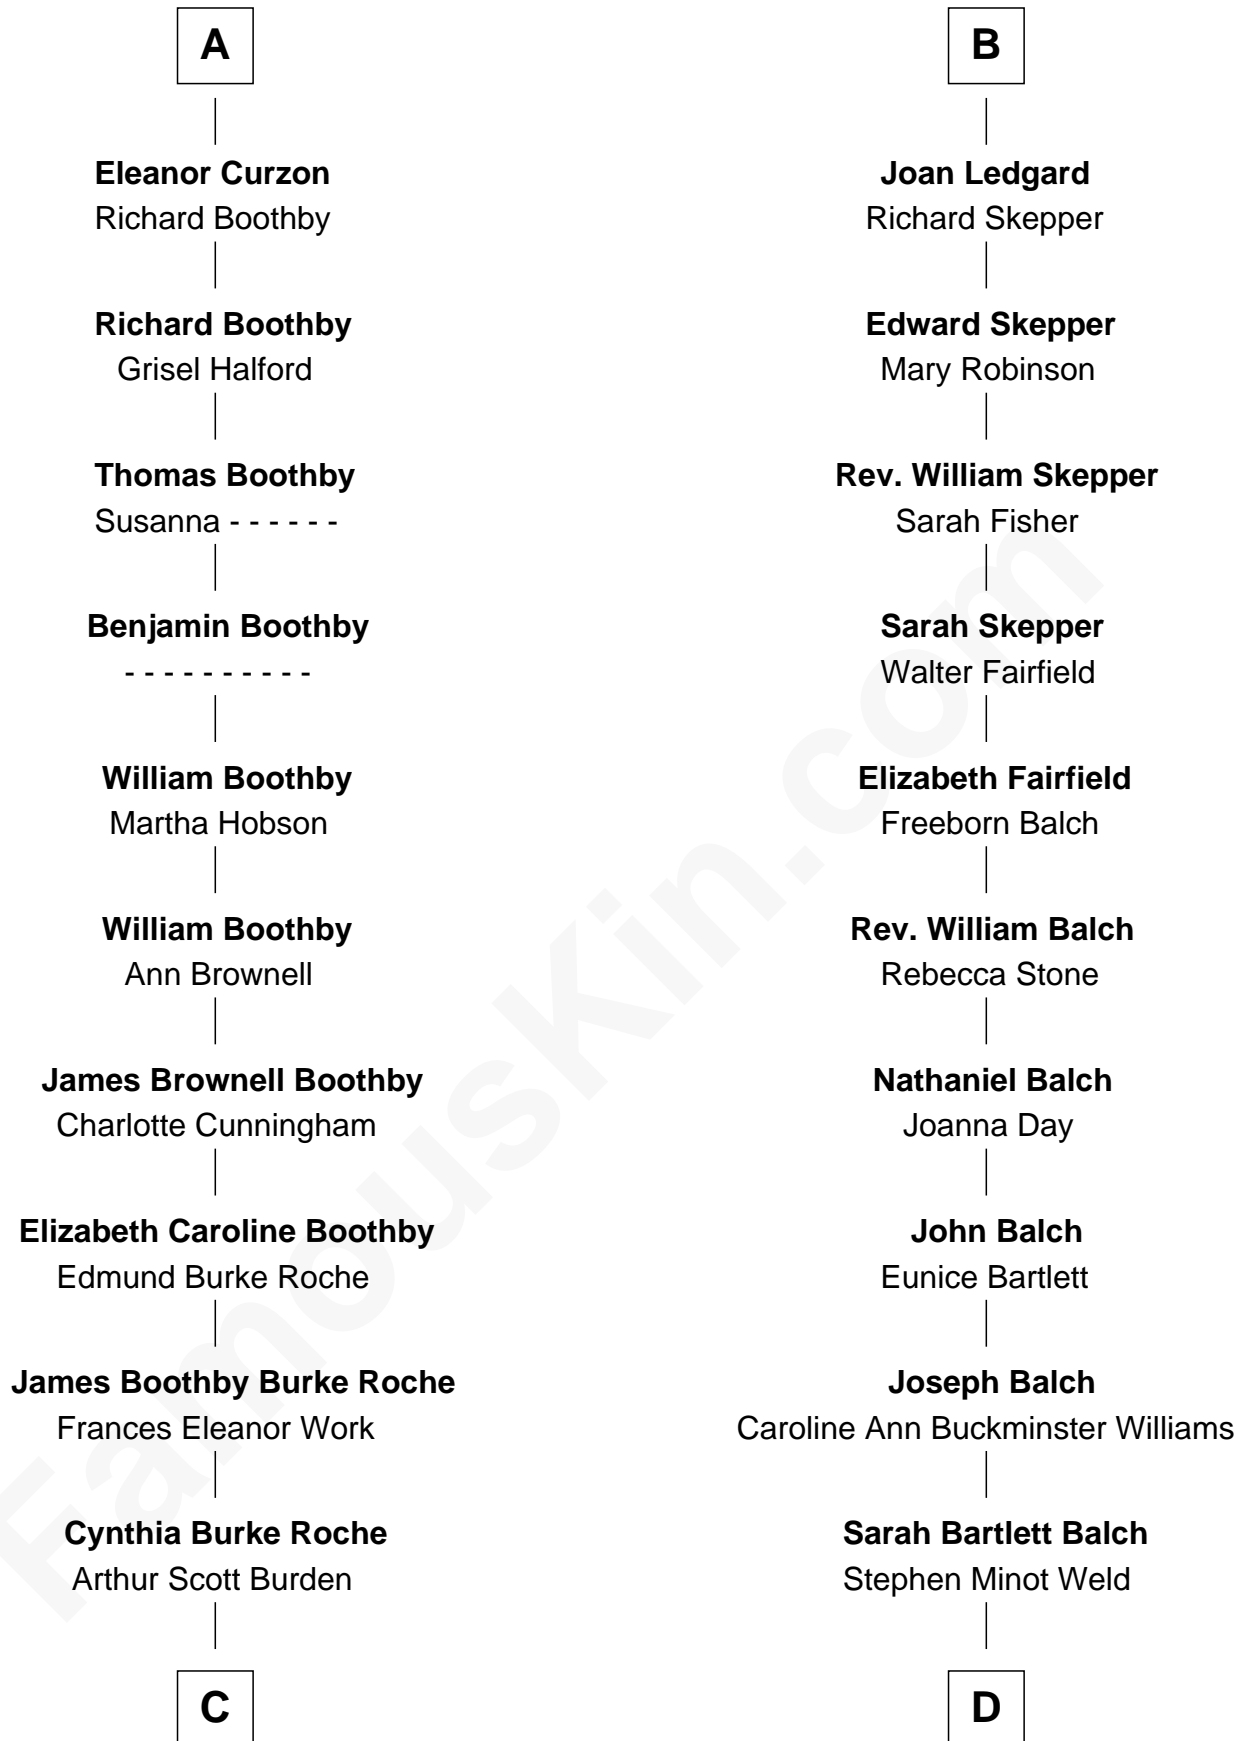 A
Eleanor Curzon
Richard Boothby
Richard Boothby
Grisel Halford
Thomas Boothby
Susanna - - - - - -
Benjamin Boothby
- - - - - - - - - -
William Boothby
Martha Hobson
William Boothby
Ann Brownell
James Brownell Boothby
Charlotte Cunningham
Elizabeth Caroline Boothby
Edmund Burke Roche
James Boothby Burke Roche
Frances Eleanor Work
Cynthia Burke Roche
Arthur Scott Burden
C
B
Joan Ledgard
Richard Skepper
Edward Skepper
Mary Robinson
Rev. William Skepper
Sarah Fisher
Sarah Skepper
Walter Fairfield
Elizabeth Fairfield
Freeborn Balch
Rev. William Balch
Rebecca Stone
Nathaniel Balch
Joanna Day
John Balch
Eunice Bartlett
Joseph Balch
Caroline Ann Buckminster Williams
Sarah Bartlett Balch
Stephen Minot Weld
D
FamousKin.com